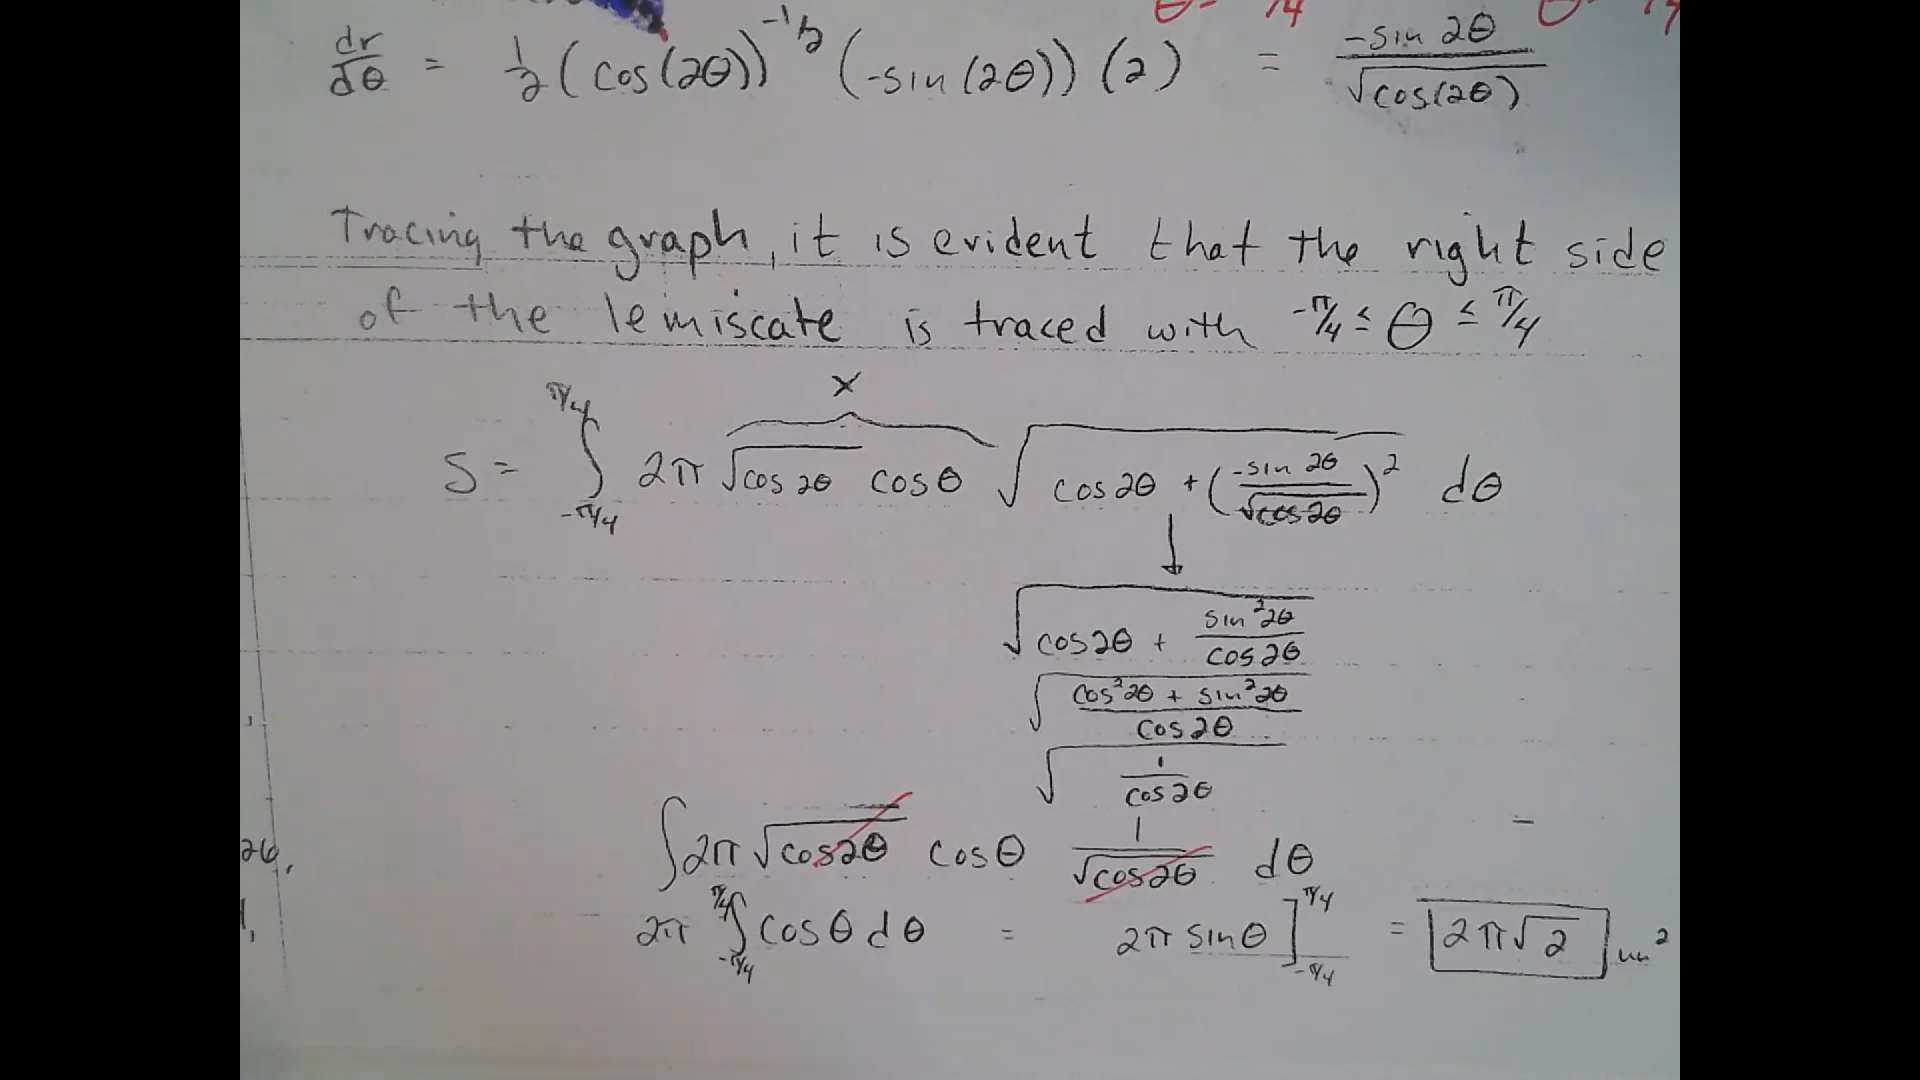 dr/dθ = 1/2 (cos(2θ))^-1/2 (-sin(2θ)) (2) = -sin 2θ / √cos(2θ)
Tracing the graph, it is evident that the right side
of the lemiscate is traced with -π/4 ≤ θ ≤ π/4
x
S = ∫_{-π/4}^{π/4} 2π √cos 2θ cos θ √(cos 2θ + (-sin 2θ / √cos 2θ)^2) dθ
↓
√(cos 2θ + sin²2θ / cos 2θ)
√((cos²2θ + sin²2θ) / cos 2θ)
√(1 / cos 2θ)
∫ 2π √cos 2θ cos θ 1/√cos 2θ dθ
2π ∫_{-π/4}^{π/4} cos θ dθ = 2π sin θ ]_{-π/4}^{π/4} = 2π√2 un²